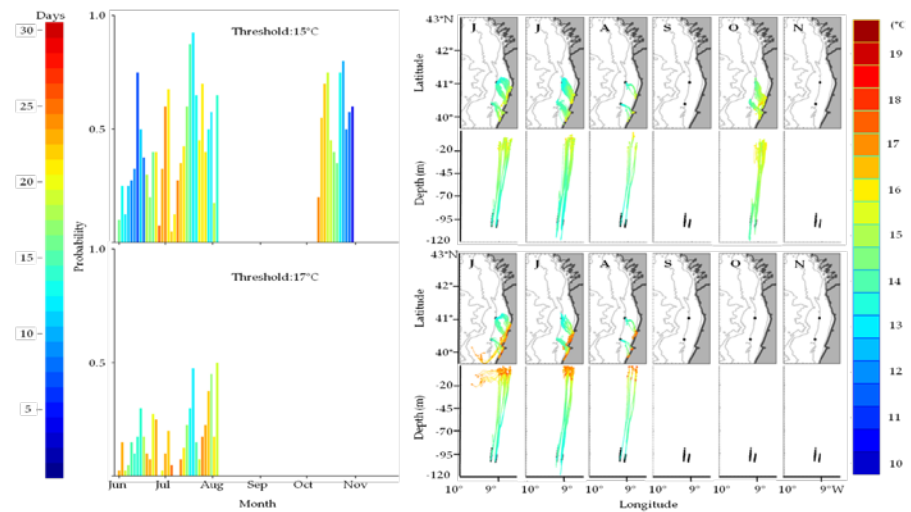 Days
30
25
20
15
10
5
Probability
1.0
0.5
Threshold:15°C
1.0
0.5
0
Threshold:17°C
Jun Jul Aug Sep Oct Nov
Month
43°N
42°
41°
40°
Latitude
J J A S O N
-20
-45
-70
-95
-120
Depth (m)
43°N
42°
41°
40°
Latitude
J J A S O N
-20
-45
-70
-95
-120
Depth (m)
10° 9° 10° 9° 10° 9° 10° 9° 10° 9° 10° 9°W
Longitude
(°C
19
18
17
16
15
14
13
12
11
10